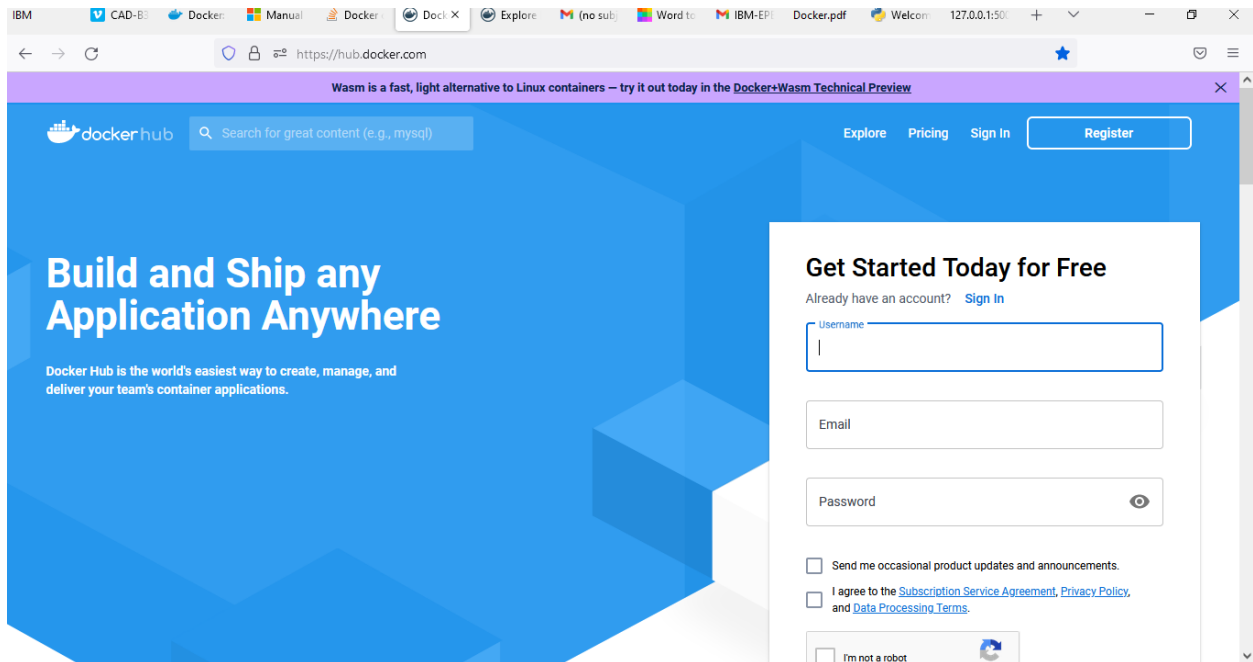 IBM
CAD-B3
Docker:
Manual
Docker
Dock
Explore
(no subj
Word to
IBM-EPB
Docker.pdf
Welcom
127.0.0.1:500
https://hub.docker.com
Wasm is a fast, light alternative to Linux containers — try it out today in the Docker+Wasm Technical Preview
dockerhub
Search for great content (e.g., mysql)
Explore
Pricing
Sign In
Register
Build and Ship any
Application Anywhere
Docker Hub is the world's easiest way to create, manage, and
deliver your team's container applications.
Get Started Today for Free
Already have an account? Sign In
Username
Email
Password
Send me occasional product updates and announcements.
I agree to the Subscription Service Agreement, Privacy Policy,
and Data Processing Terms.
I'm not a robot